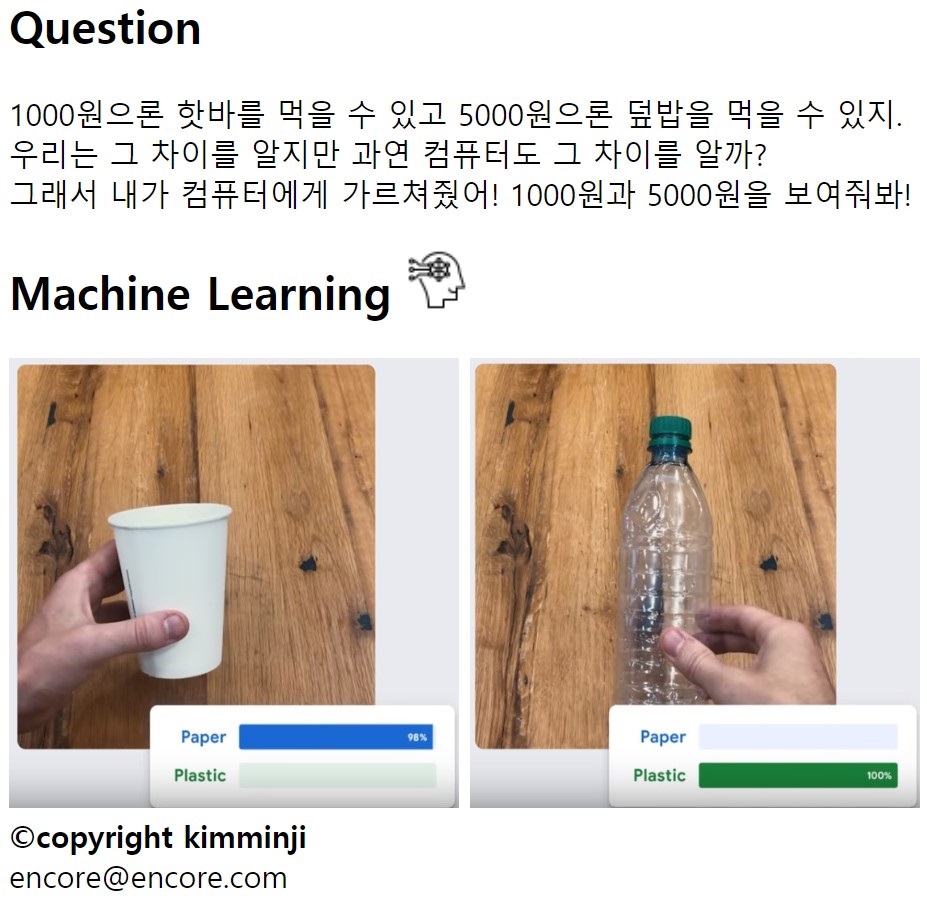 Question
1000원으론 핫바를 먹을 수 있고 5000원으론 덮밥을 먹을 수 있지.
우리는 그 차이를 알지만 과연 컴퓨터도 그 차이를 알까?
그래서 내가 컴퓨터에게 가르쳐줬어! 1000원과 5000원을 보여줘봐!
Machine Learning
Paper 98%
Plastic
Paper
Plastic 100%
©copyright kimminji
encore@encore.com